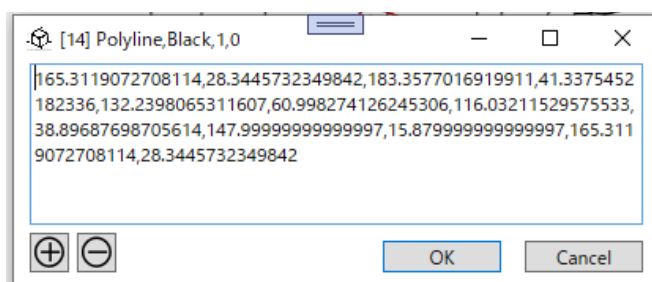 [14] Polyline,Black,1,0
165.3119072708114,28.3445732349842,183.3577016919911,41.3375452
182336,132.2398065311607,60.998274126245306,116.03211529575533,
38.89687698705614,147.99999999999997,15.879999999999997,165.311
9072708114,28.3445732349842
OK Cancel